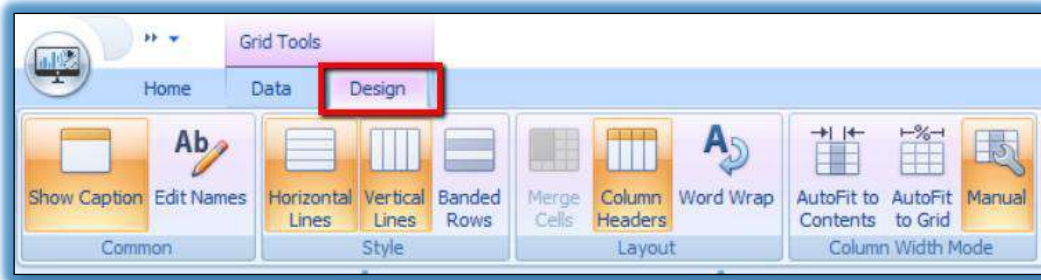 Grid Tools
Home Data Design
Show Caption Edit Names Horizontal Lines Vertical Lines Banded Rows Merge Cells Column Headers Word Wrap AutoFit to Contents AutoFit to Grid Manual
Common Style Layout Column Width Mode